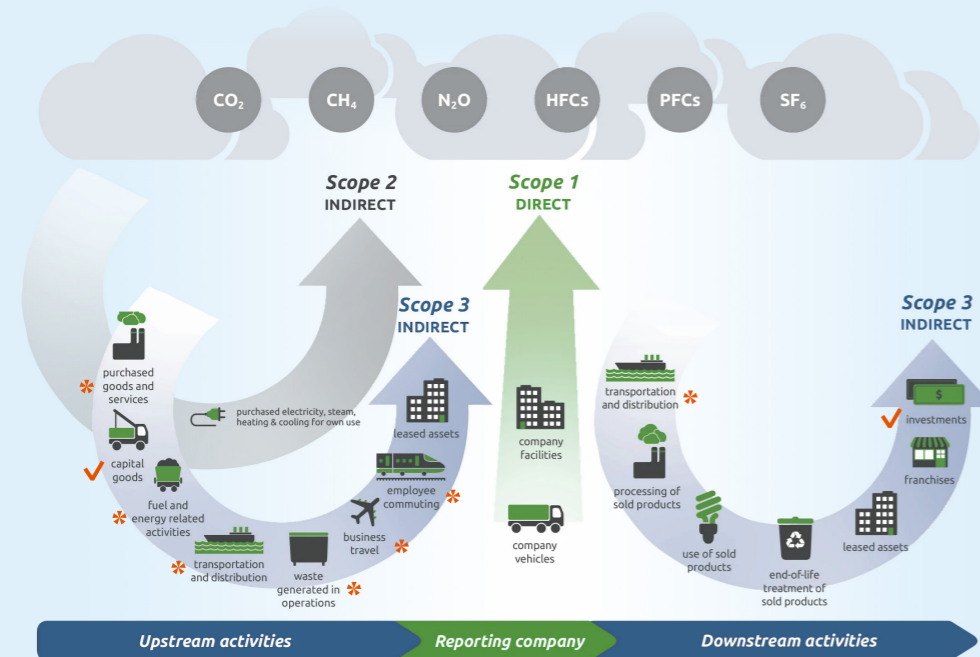 CO₂
CH₄
N₂O
HFCs
PFCs
SF₆
Scope 2
INDIRECT
Scope 1
DIRECT
Scope 3
INDIRECT
Scope 3
INDIRECT
purchased
goods and
services
capital
goods
fuel and
energy related
activities
transportation
and distribution
waste
generated in
operations
business
travel
employee
commuting
leased assets
purchased electricity, steam,
heating & cooling for own use
company
facilities
company
vehicles
transportation
and distribution
processing of
sold products
use of sold
products
end-of-life
treatment of
sold products
leased assets
franchises
$
investments
Upstream activities
Reporting company
Downstream activities